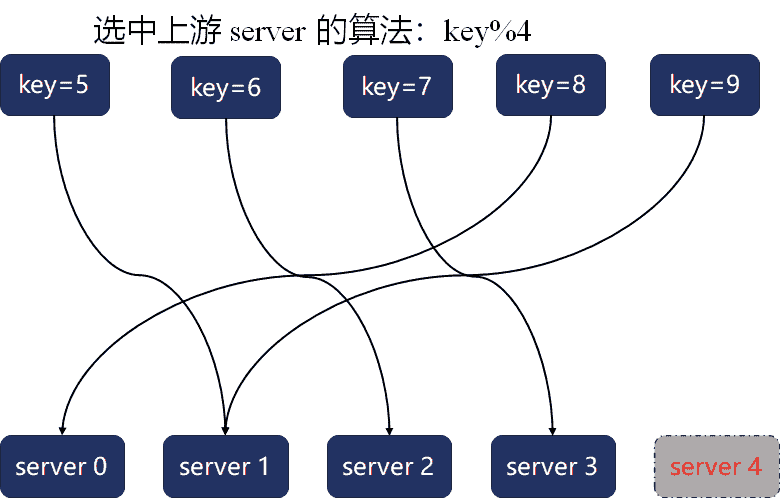 选中上游 server 的算法：key%4
key=5
key=6
key=7
key=8
key=9
server 0
server 1
server 2
server 3
server 4